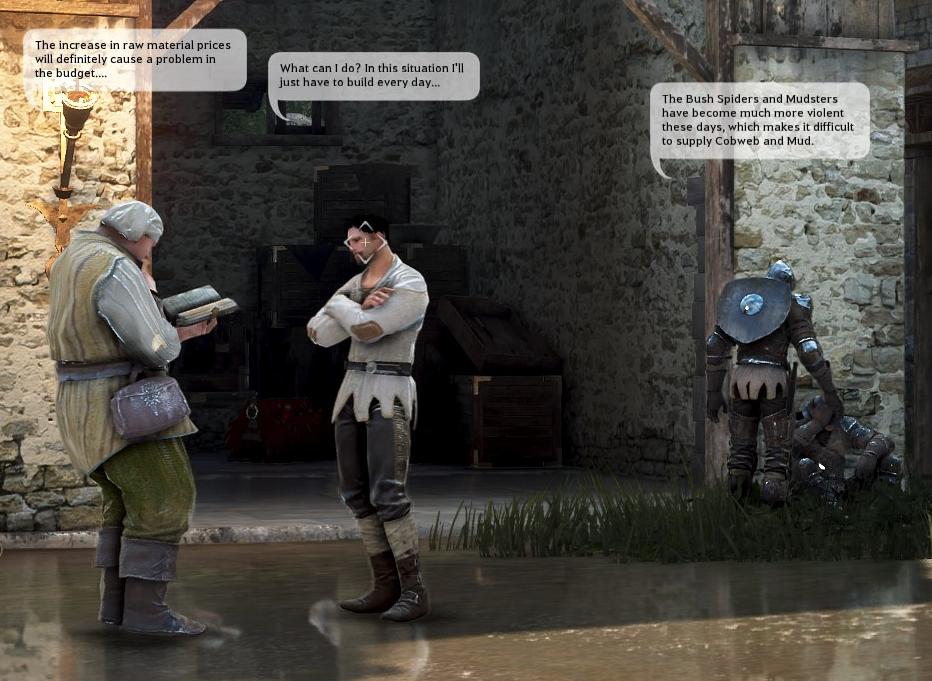 The increase in raw material prices
will definitely cause a problem in
the budget....
What can I do? In this situation I'll
just have to build every day...
The Bush Spiders and Mudsters
have become much more violent
these days, which makes it difficult
to supply Cobweb and Mud.